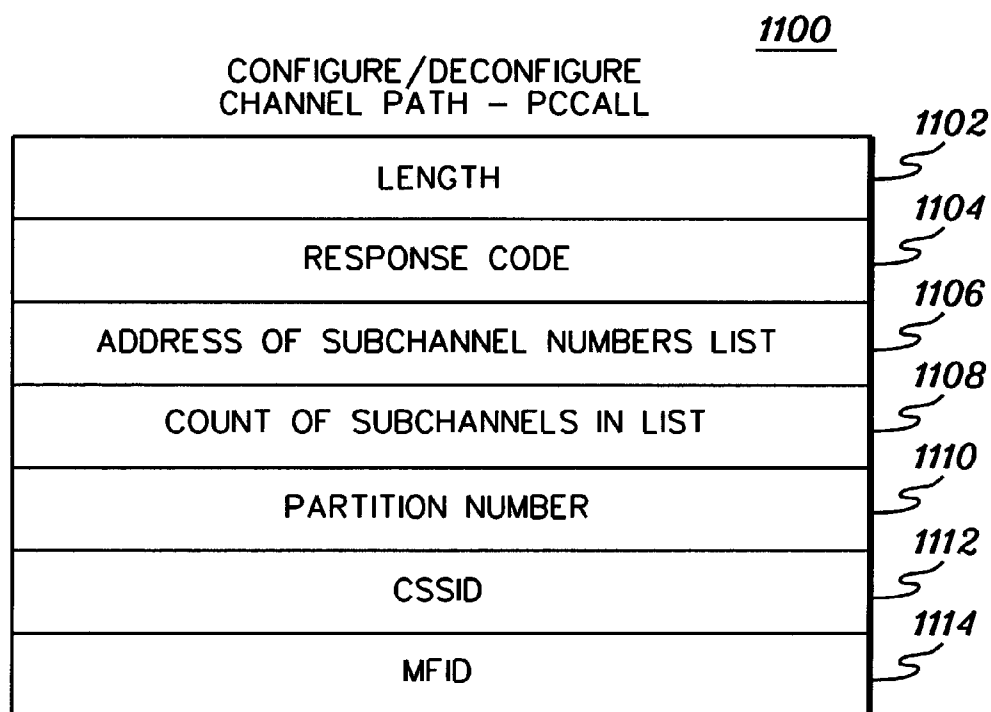 1100
CONFIGURE/DECONFIGURE
CHANNEL PATH – PCCALL
LENGTH 1102
RESPONSE CODE 1104
ADDRESS OF SUBCHANNEL NUMBERS LIST 1106
COUNT OF SUBCHANNELS IN LIST 1108
PARTITION NUMBER 1110
CSSID 1112
MFID 1114